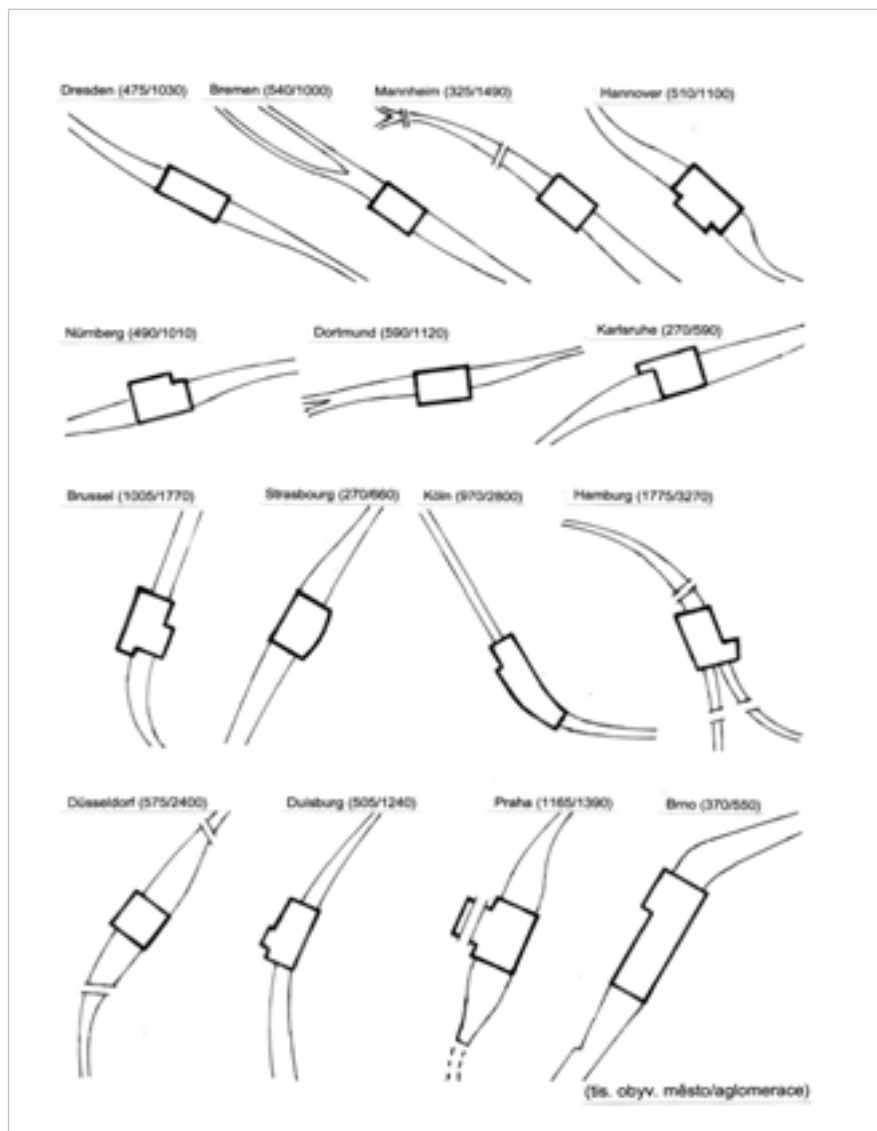 Dresden (475/1030)
Bremen (540/1000)
Mannheim (325/1490)
Hannover (510/1100)
Nürnberg (490/1010)
Dortmund (590/1120)
Karlsruhe (270/590)
Brussel (1005/1770)
Strasbourg (270/660)
Köln (970/2800)
Hamburg (1775/3270)
Düsseldorf (575/2400)
Duisburg (505/1240)
Praha (1165/1390)
Brno (370/550)
(tis. obyv. město/aglomerace)